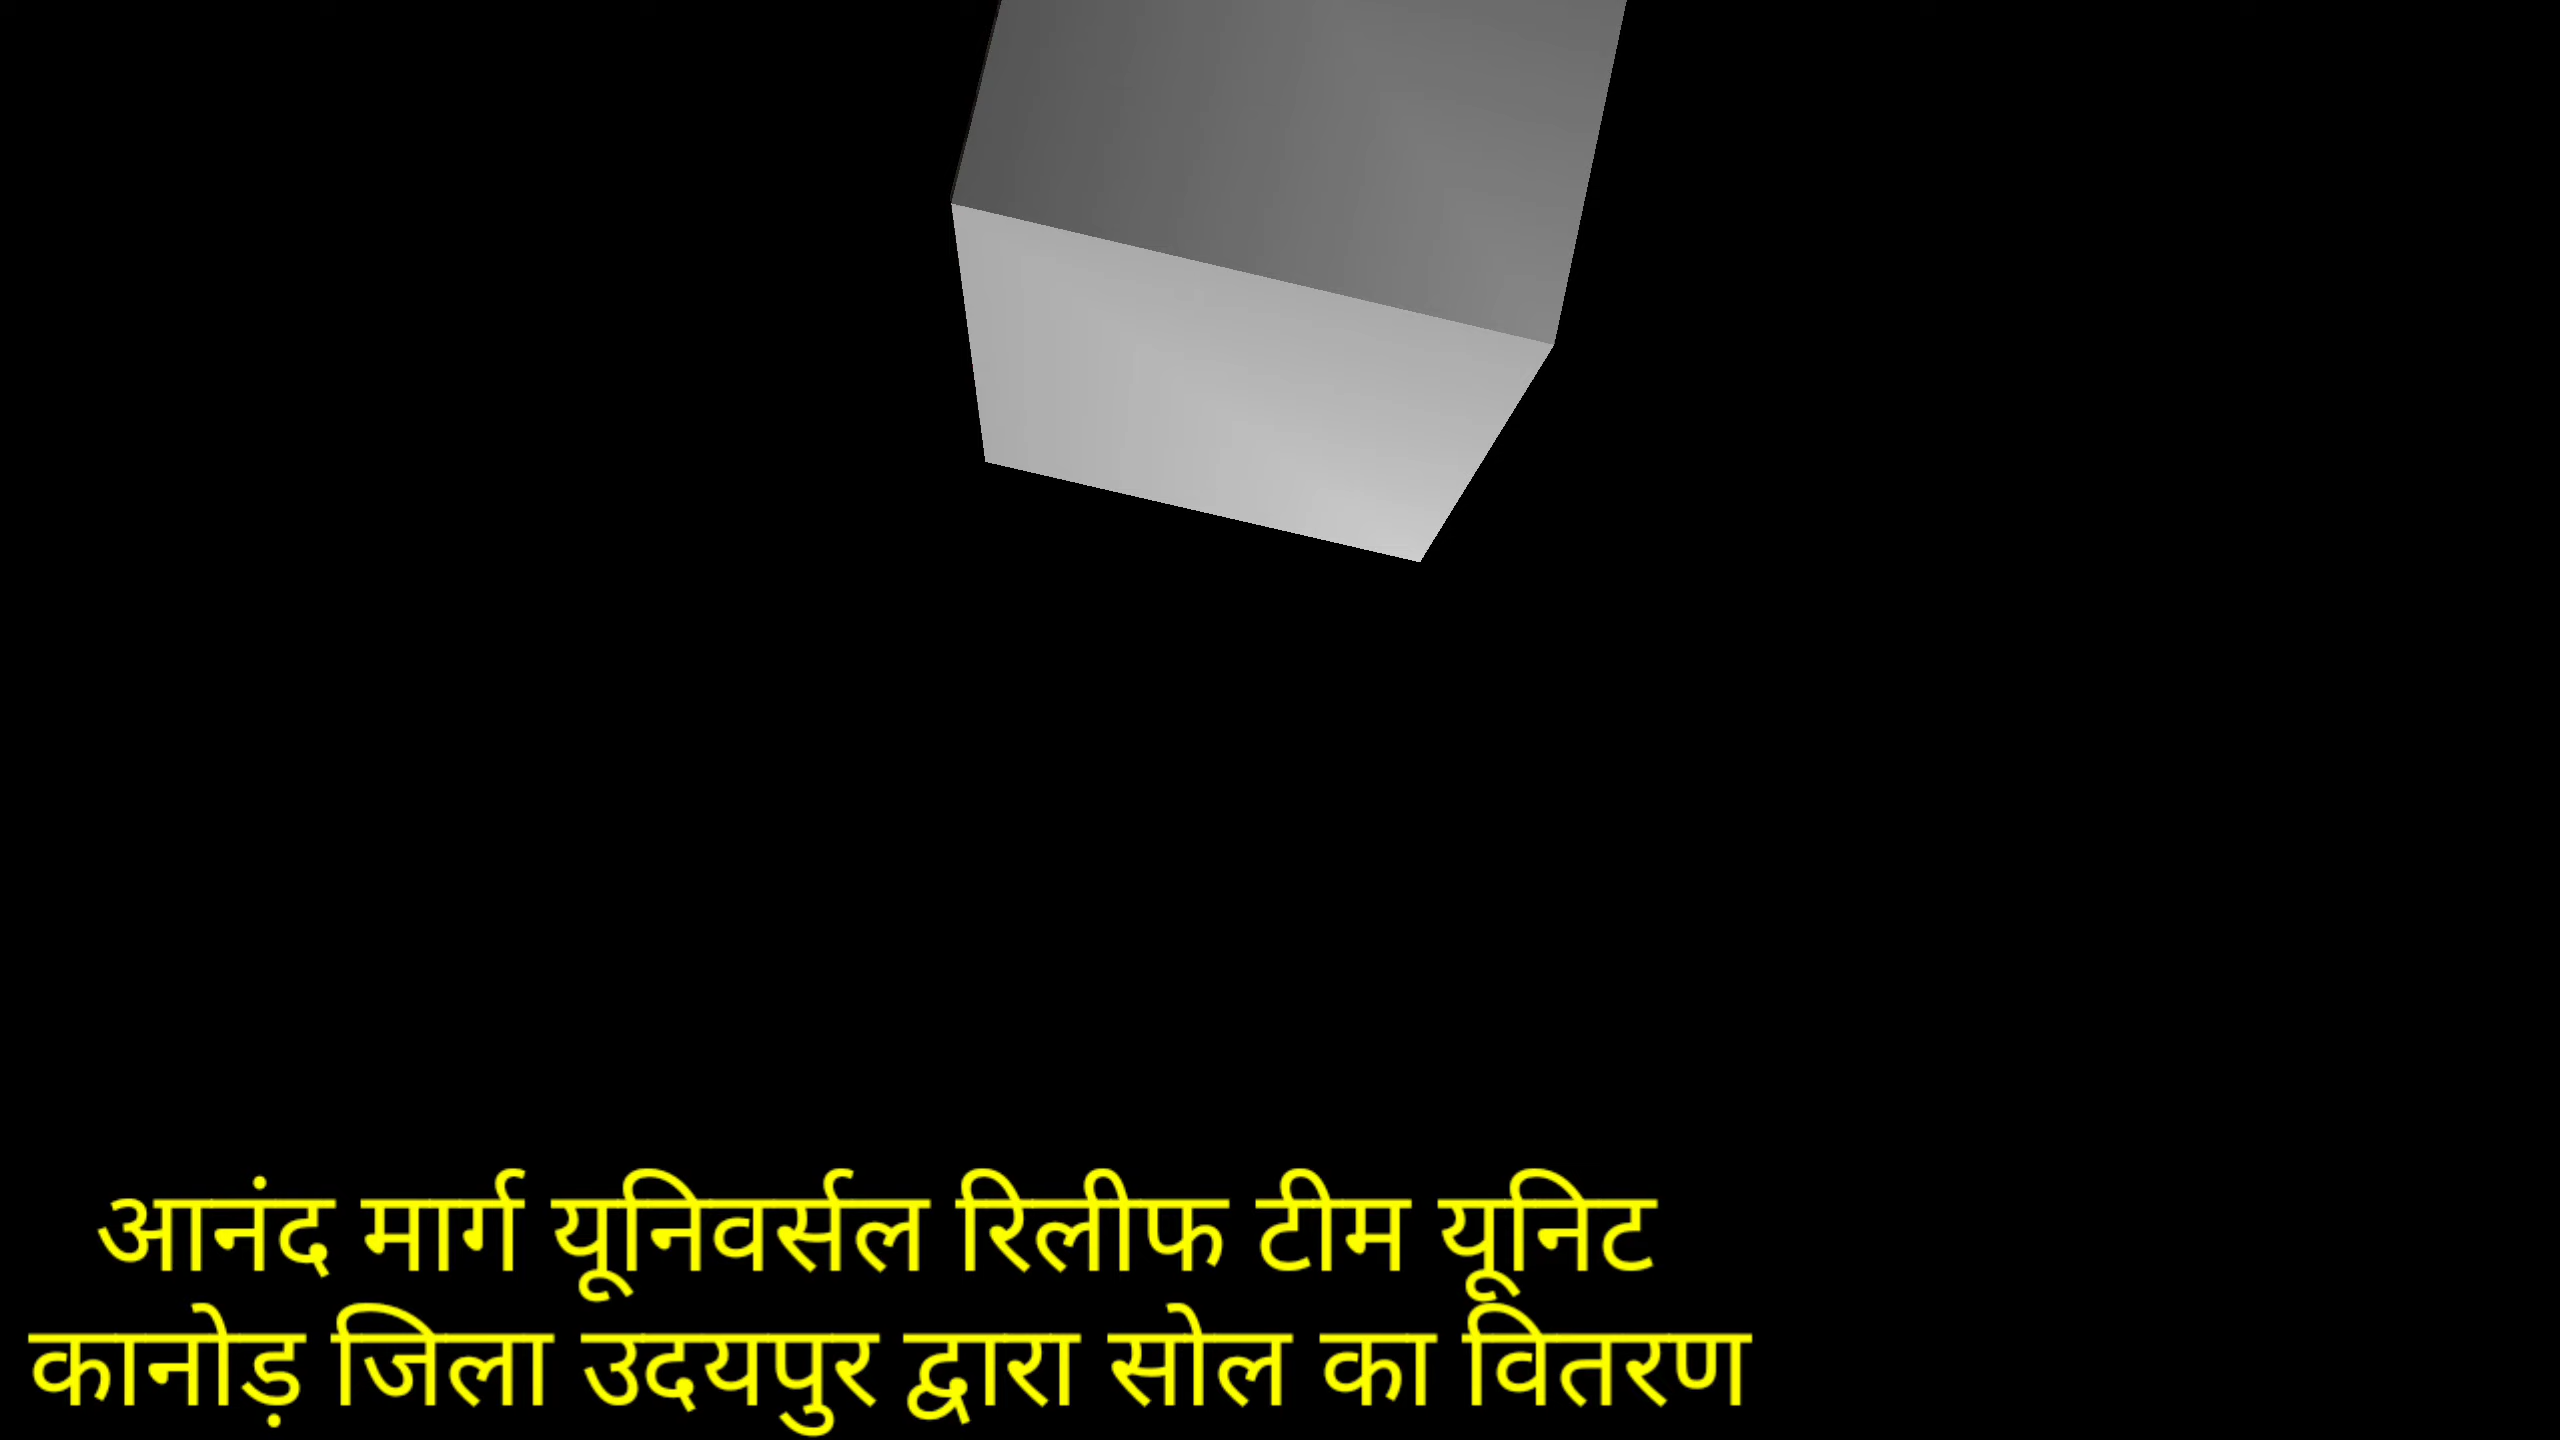 आनंद मार्ग यूनिवर्सल रिलीफ टीम यूनिट
कानोड़ जिला उदयपुर द्वारा सोल का वितरण